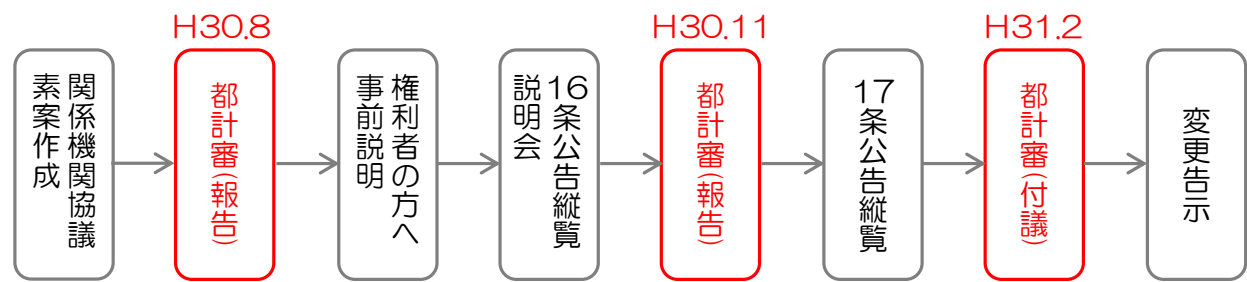 関係機関協議
素案作成
H30.8
都計審(報告)
権利者の方へ
事前説明
16条公告縦覧
説明会
H30.11
都計審(報告)
17条公告縦覧
H31.2
都計審(付議)
変更告示